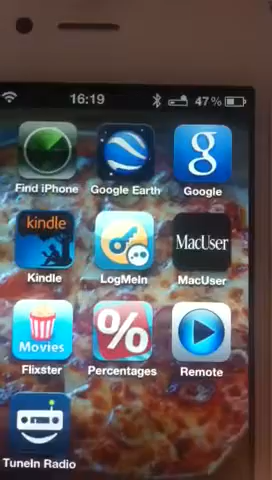 16:19 47%
Find iPhone Google Earth Google
g
kindle MacUser
Kindle LogMeIn MacUser
Movies %
Flixster Percentages Remote
TuneIn Radio